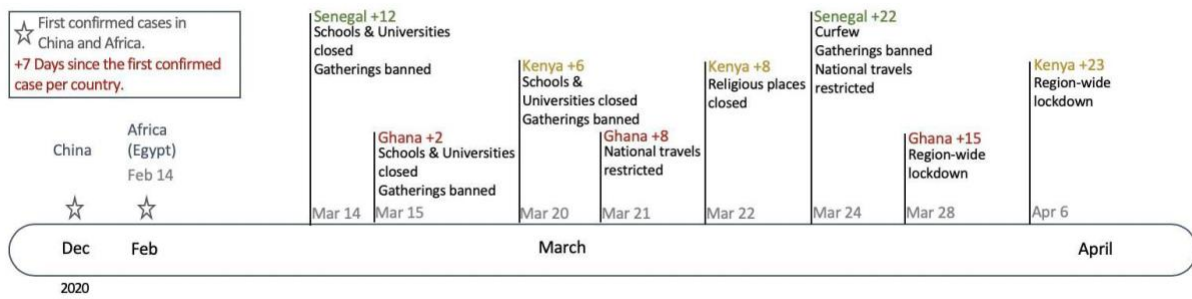 First confirmed cases in
China and Africa.
+7 Days since the first confirmed
case per country.
China
Africa
(Egypt)
Feb 14
Senegal +12
Schools & Universities
closed
Gatherings banned
Mar 14
Ghana +2
Schools & Universities
closed
Gatherings banned
Mar 15
Kenya +6
Schools &
Universities closed
Gatherings banned
Mar 20
Ghana +8
National travels
restricted
Mar 21
Kenya +8
Religious places
closed
Mar 22
Senegal +22
Curfew
Gatherings banned
National travels
restricted
Mar 24
Ghana +15
Region-wide
lockdown
Mar 28
Kenya +23
Region-wide
lockdown
Apr 6
Dec
Feb
March
April
2020